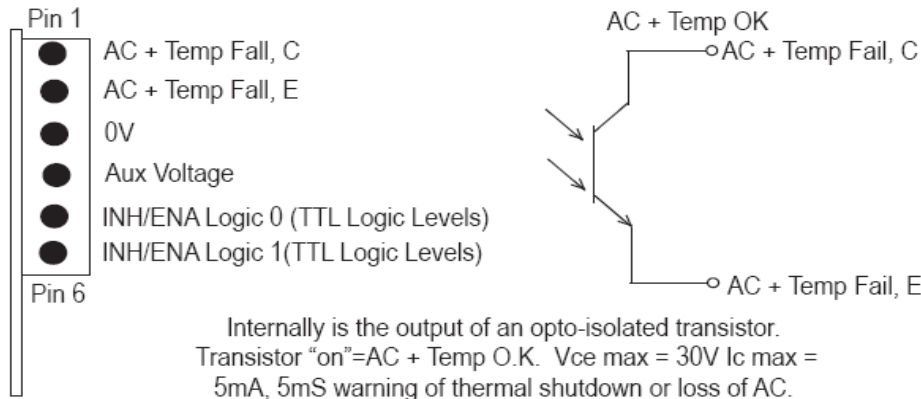 Pin 1
AC + Temp Fall, C
AC + Temp Fall, E
0V
Aux Voltage
INH/ENA Logic 0 (TTL Logic Levels)
INH/ENA Logic 1(TTL Logic Levels)
Pin 6
AC + Temp OK
AC + Temp Fail, C
AC + Temp Fail, E
Internally is the output of an opto-isolated transistor.
Transistor “on”=AC + Temp O.K. Vce max = 30V Ic max =
5mA, 5mS warning of thermal shutdown or loss of AC.